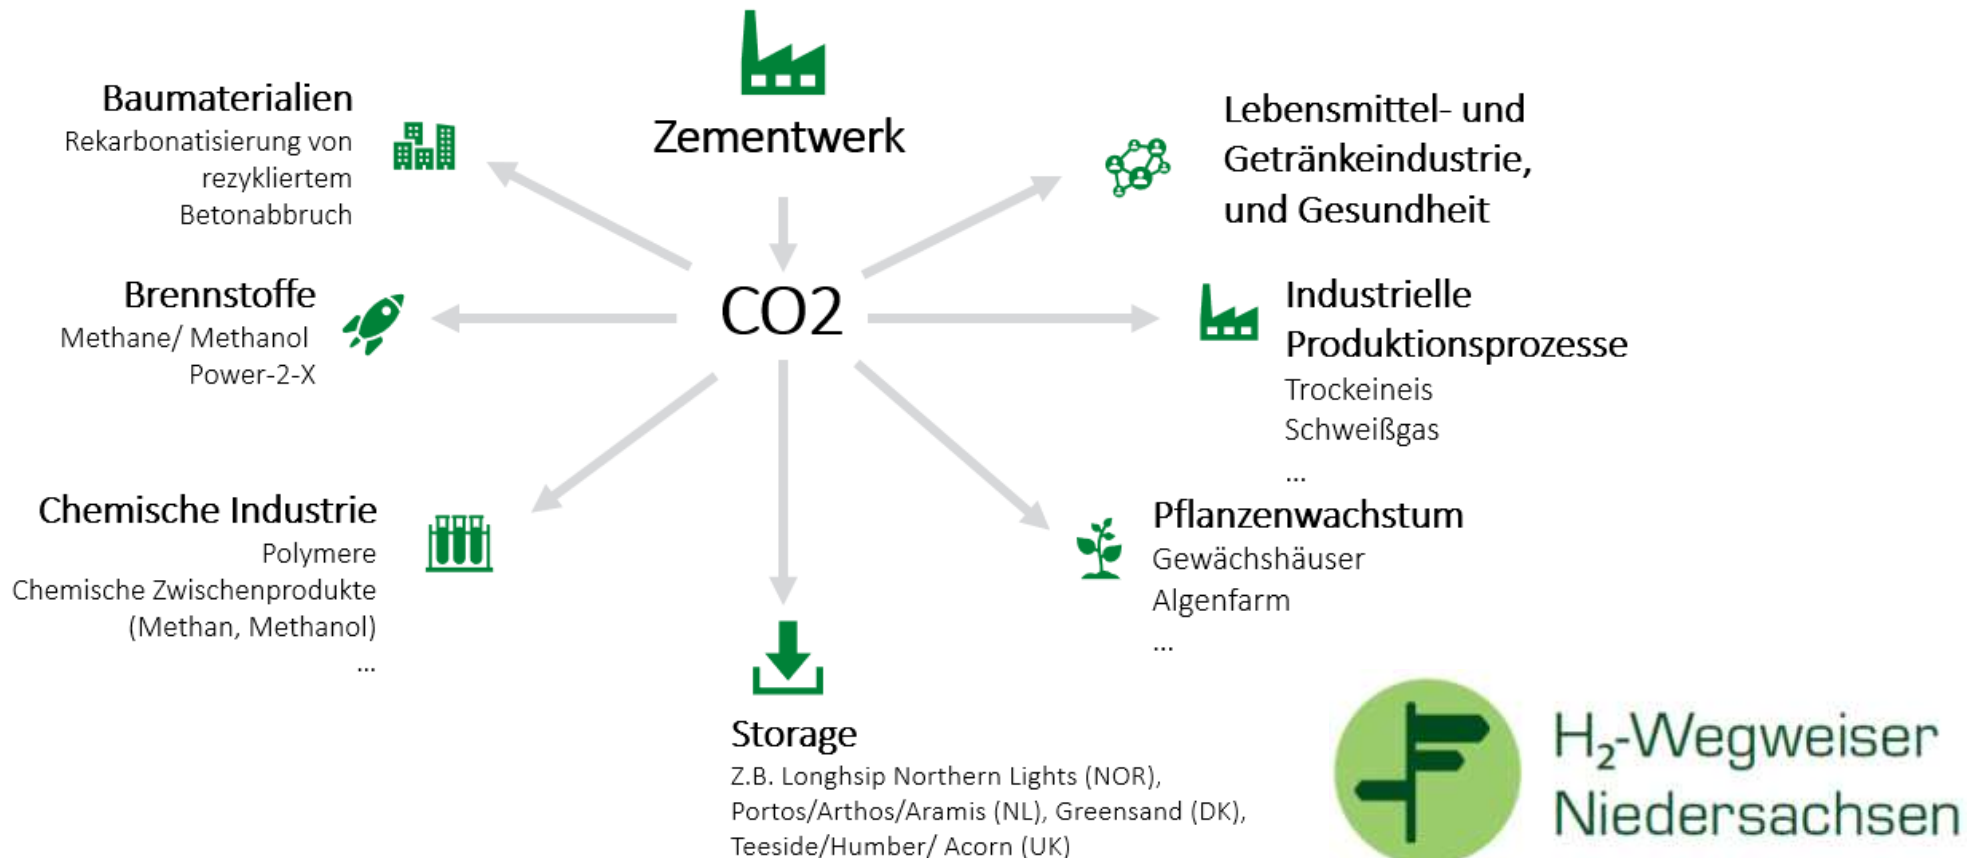 Zementwerk
CO2
Baumaterialien
Rekarbonatisierung von
rezykliertem
Betonabbruch
Brennstoffe
Methane/ Methanol
Power-2-X
Chemische Industrie
Polymere
Chemische Zwischenprodukte
(Methan, Methanol)
...
Storage
Z.B. Longhsip Northern Lights (NOR),
Portos/Arthos/Aramis (NL), Greensand (DK),
Teeside/Humber/ Acorn (UK)
Lebensmittel- und
Getränkeindustrie,
und Gesundheit
Industrielle
Produktionsprozesse
Trockeineis
Schweißgas
...
Pflanzenwachstum
Gewächshäuser
Algenfarm
...
H₂-Wegweiser
Niedersachsen